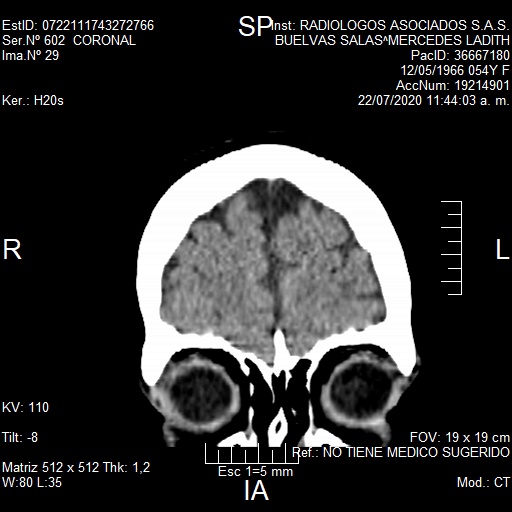 EstID: 0722111743272766
Ser.Nº 602 CORONAL
Ima.Nº 29
Ker.: H20s
SP
Inst: RADIOLOGOS ASOCIADOS S.A.S.
BUELVAS SALAS^MERCEDES LADITH
PacID: 36667180
12/05/1966 054Y F
AccNum: 19214901
22/07/2020 11:44:03 a. m.
R
L
KV: 110
Tilt: -8
Matriz 512 x 512 Thk: 1,2
W:80 L:35
Esc 1=5 mm
IA
FOV: 19 x 19 cm
Ref.: NO TIENE MEDICO SUGERIDO
Mod.: CT